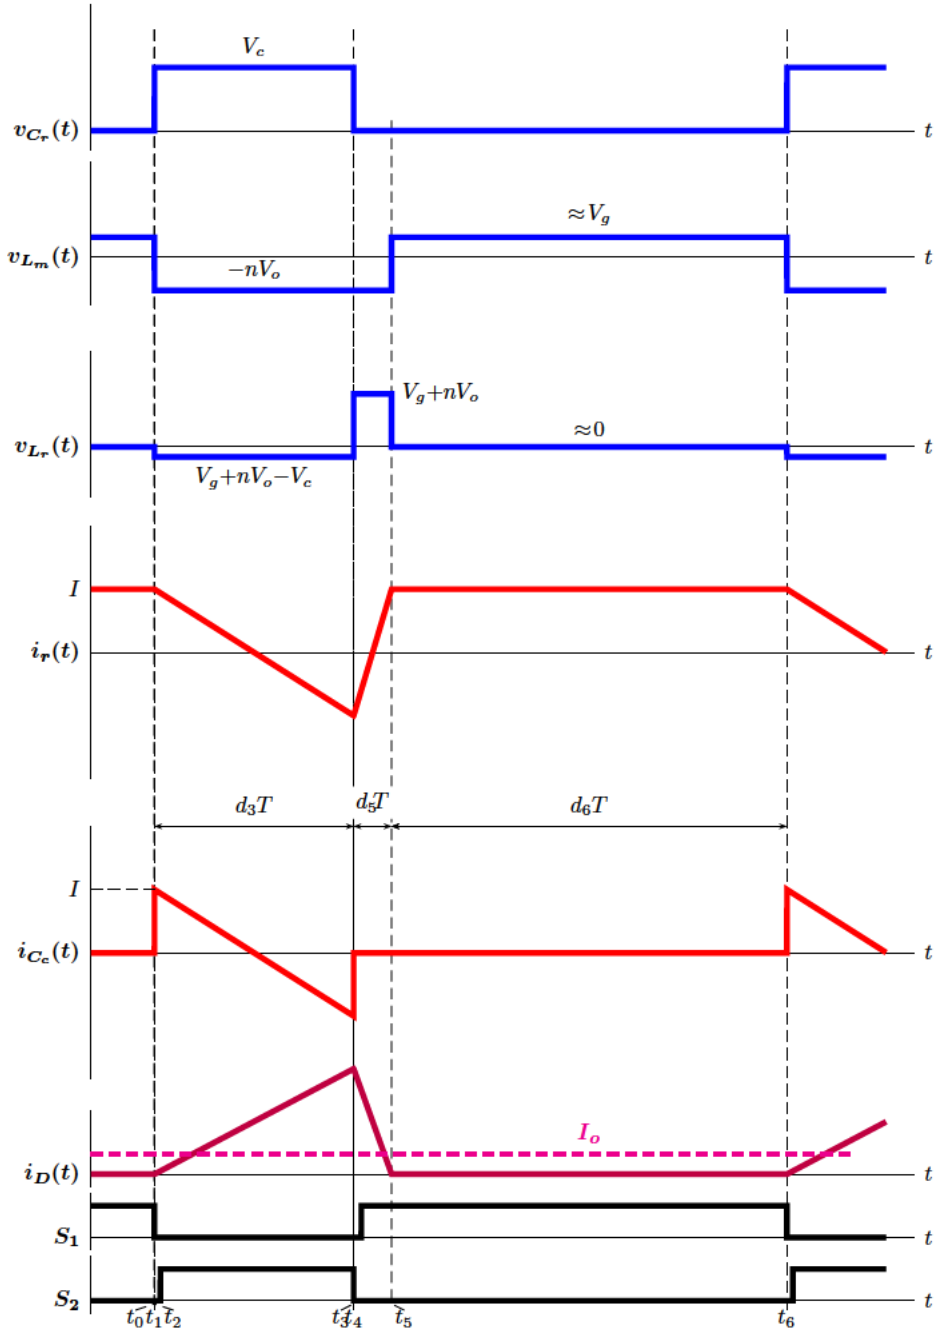 V_c
v_{C_r}(t) t
≈V_g
v_{L_m}(t) t
−nV_o
V_g+nV_o
≈0
v_{L_r}(t) t
V_g+nV_o−V_c
I
i_r(t) t
d_3T d_5T d_6T
I
i_{C_c}(t) t
I_o
i_D(t) t
S_1 t
S_2 t
t_0 t_1 t_2 t_3 t_4 t_5 t_6